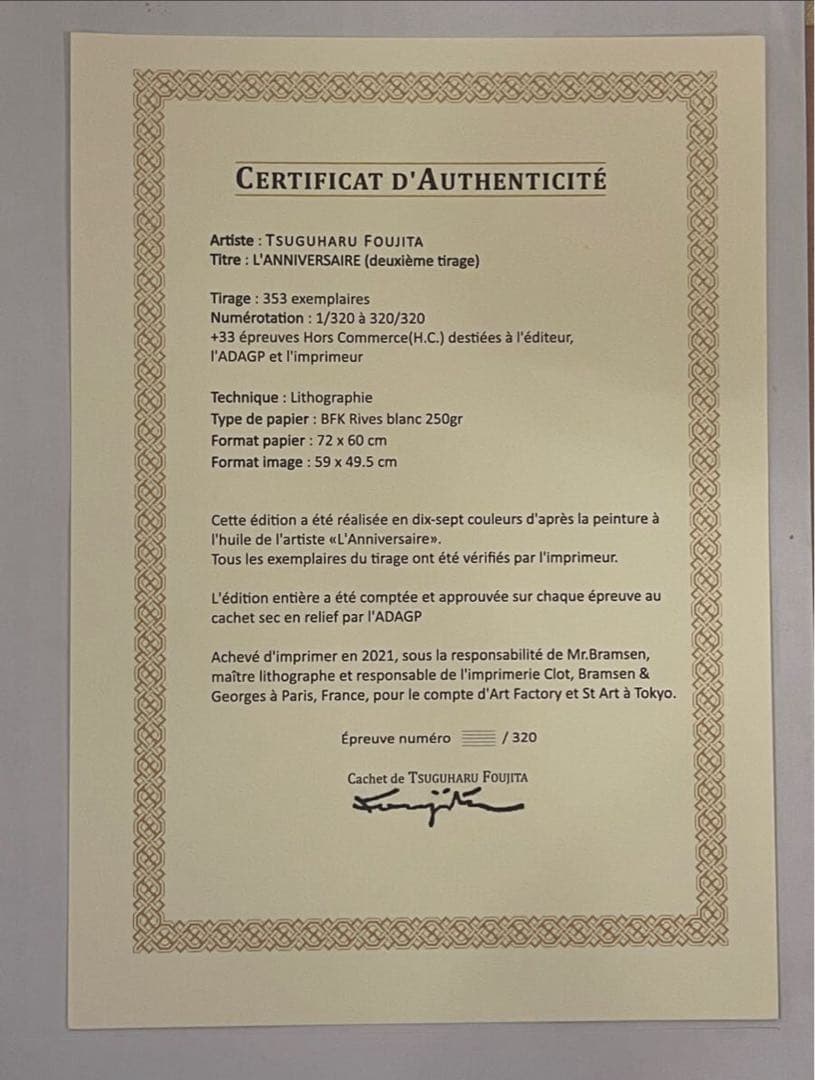 CERTIFICAT D'AUTHENTICITÉ
Artiste : TSUGUHARU FOUJITA
Titre : L'ANNIVERSAIRE (deuxième tirage)
Tirage : 353 exemplaires
Numérotation : 1/320 à 320/320
+33 épreuves Hors Commerce(H.C.) destiées à l'éditeur,
l'ADAGP et l'imprimeur
Technique : Lithographie
Type de papier : BFK Rives blanc 250gr
Format papier : 72 x 60 cm
Format image : 59 x 49.5 cm
Cette édition a été réalisée en dix-sept couleurs d'après la peinture à
l'huile de l'artiste «L'Anniversaire».
Tous les exemplaires du tirage ont été vérifiés par l'imprimeur.
L'édition entière a été comptée et approuvée sur chaque épreuve au
cachet sec en relief par l'ADAGP
Achevé d'imprimer en 2021, sous la responsabilité de Mr.Bramsen,
maître lithographe et responsable de l'imprimerie Clot, Bramsen &
Georges à Paris, France, pour le compte d'Art Factory et St Art à Tokyo.
Épreuve numéro / 320
Cachet de TSUGUHARU FOUJITA
Foujita